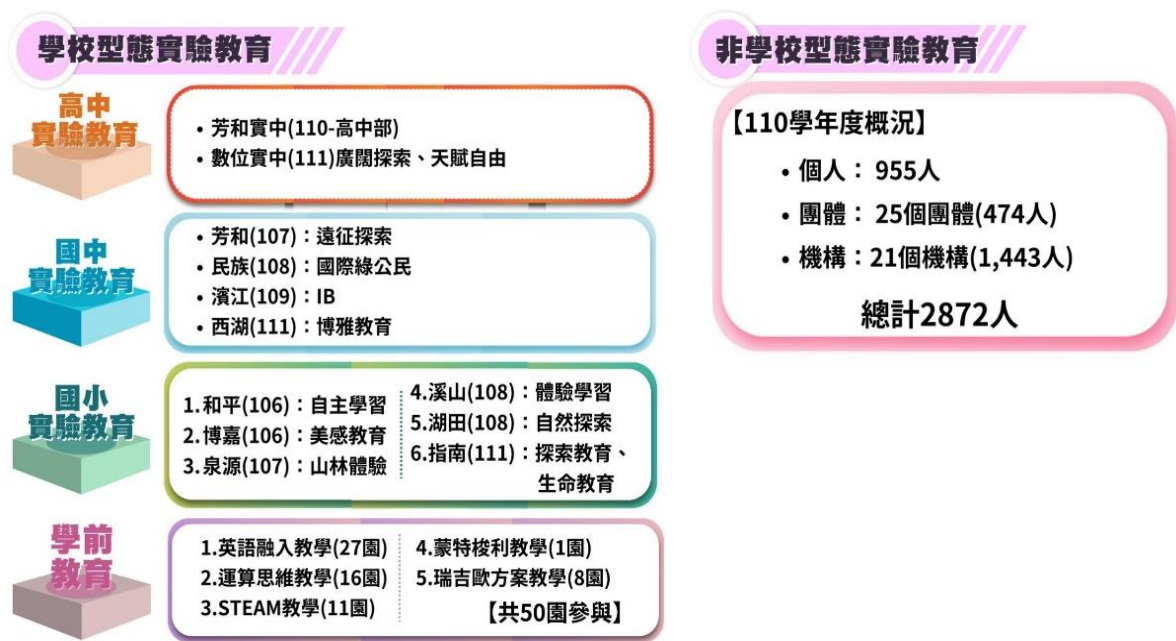 學校型態實驗教育
高中
實驗教育
• 芳和實中(110-高中部)
• 數位實中(111)廣闊探索、天賦自由
國中
實驗教育
• 芳和(107)：遠征探索
• 民族(108)：國際綠公民
• 濱江(109)：IB
• 西湖(111)：博雅教育
國小
實驗教育
1.和平(106)：自主學習
2.博嘉(106)：美感教育
3.泉源(107)：山林體驗
4.溪山(108)：體驗學習
5.湖田(108)：自然探索
6.指南(111)：探索教育、
生命教育
學前
教育
1.英語融入教學(27園)
2.運算思維教學(16園)
3.STEAM教學(11園)
4.蒙特梭利教學(1園)
5.瑞吉歐方案教學(8園)
【共50園參與】
非學校型態實驗教育
【110學年度概況】
• 個人： 955人
• 團體： 25個團體(474人)
• 機構：21個機構(1,443人)
總計2872人